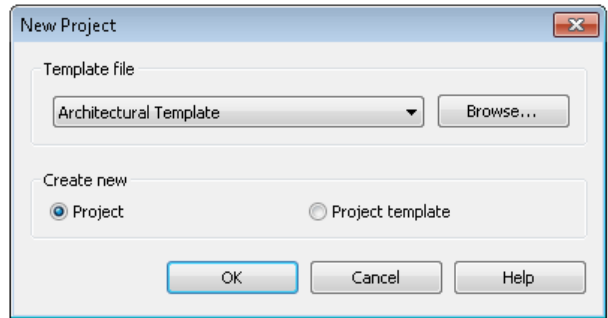 New Project
Template file
Architectural Template
Browse...
Create new
Project
Project template
OK
Cancel
Help